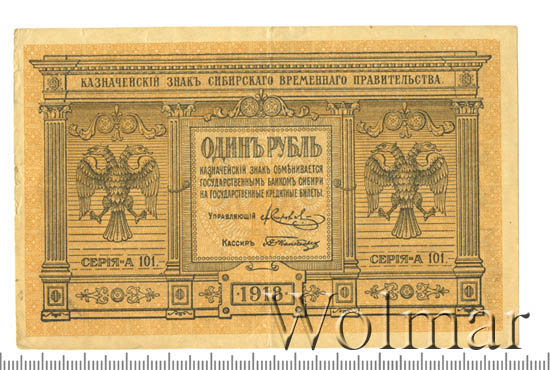 КАЗНАЧЕЙСКІЙ ЗНАКЪ СИБИРСКАГО ВРЕМЕННАГО ПРАВИТЕЛЬСТВА.
ОДИНЪ РУБЛЬ
КАЗНАЧЕЙСКІЙ ЗНАКЪ ОБМѢНИВАЕТСЯ
ГОСУДАРСТВЕННЫМЪ БАНКОМЪ СИБИРИ
НА ГОСУДАРСТВЕННЫЕ КРЕДИТНЫЕ БИЛЕТЫ.
УПРАВЛЯЮЩІЙ
КАССИРЪ
СЕРІЯ-А 101. СЕРІЯ-А 101.
1918
Wolmar